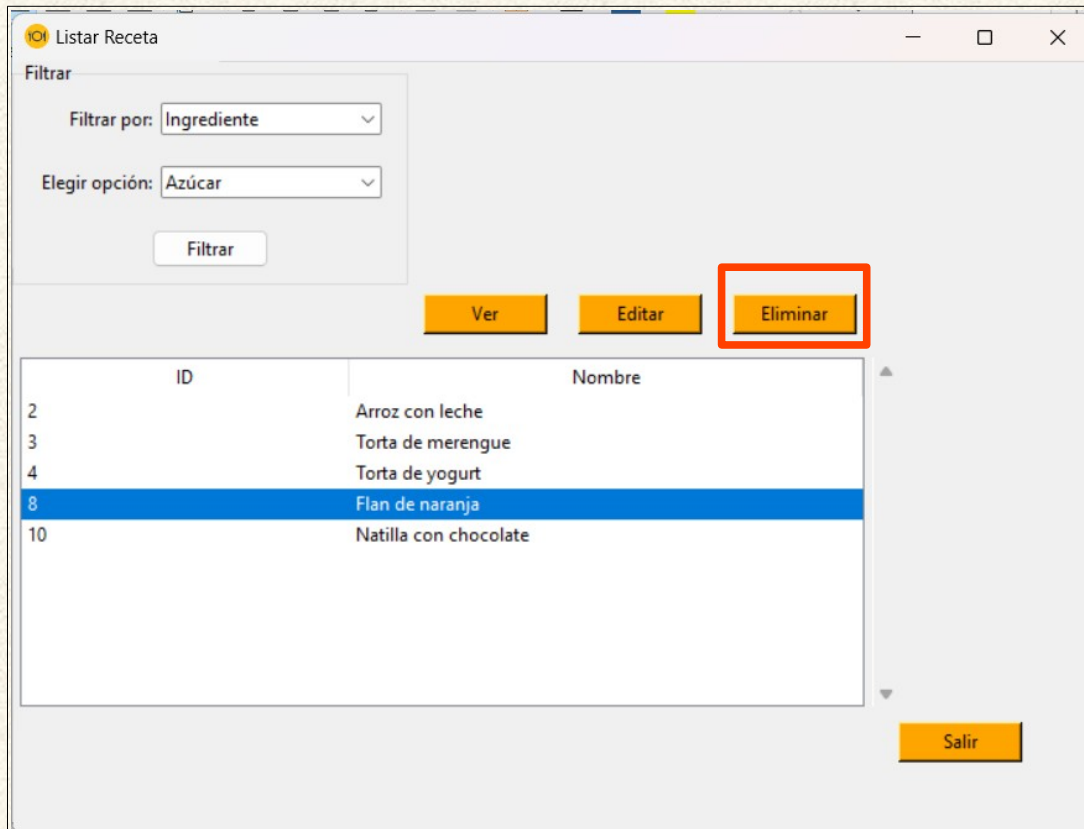 Listar Receta
Filtrar
Filtrar por: Ingrediente
Elegir opción: Azúcar
Filtrar
Ver Editar Eliminar
ID Nombre
2 Arroz con leche
3 Torta de merengue
4 Torta de yogurt
8 Flan de naranja
10 Natilla con chocolate
Salir